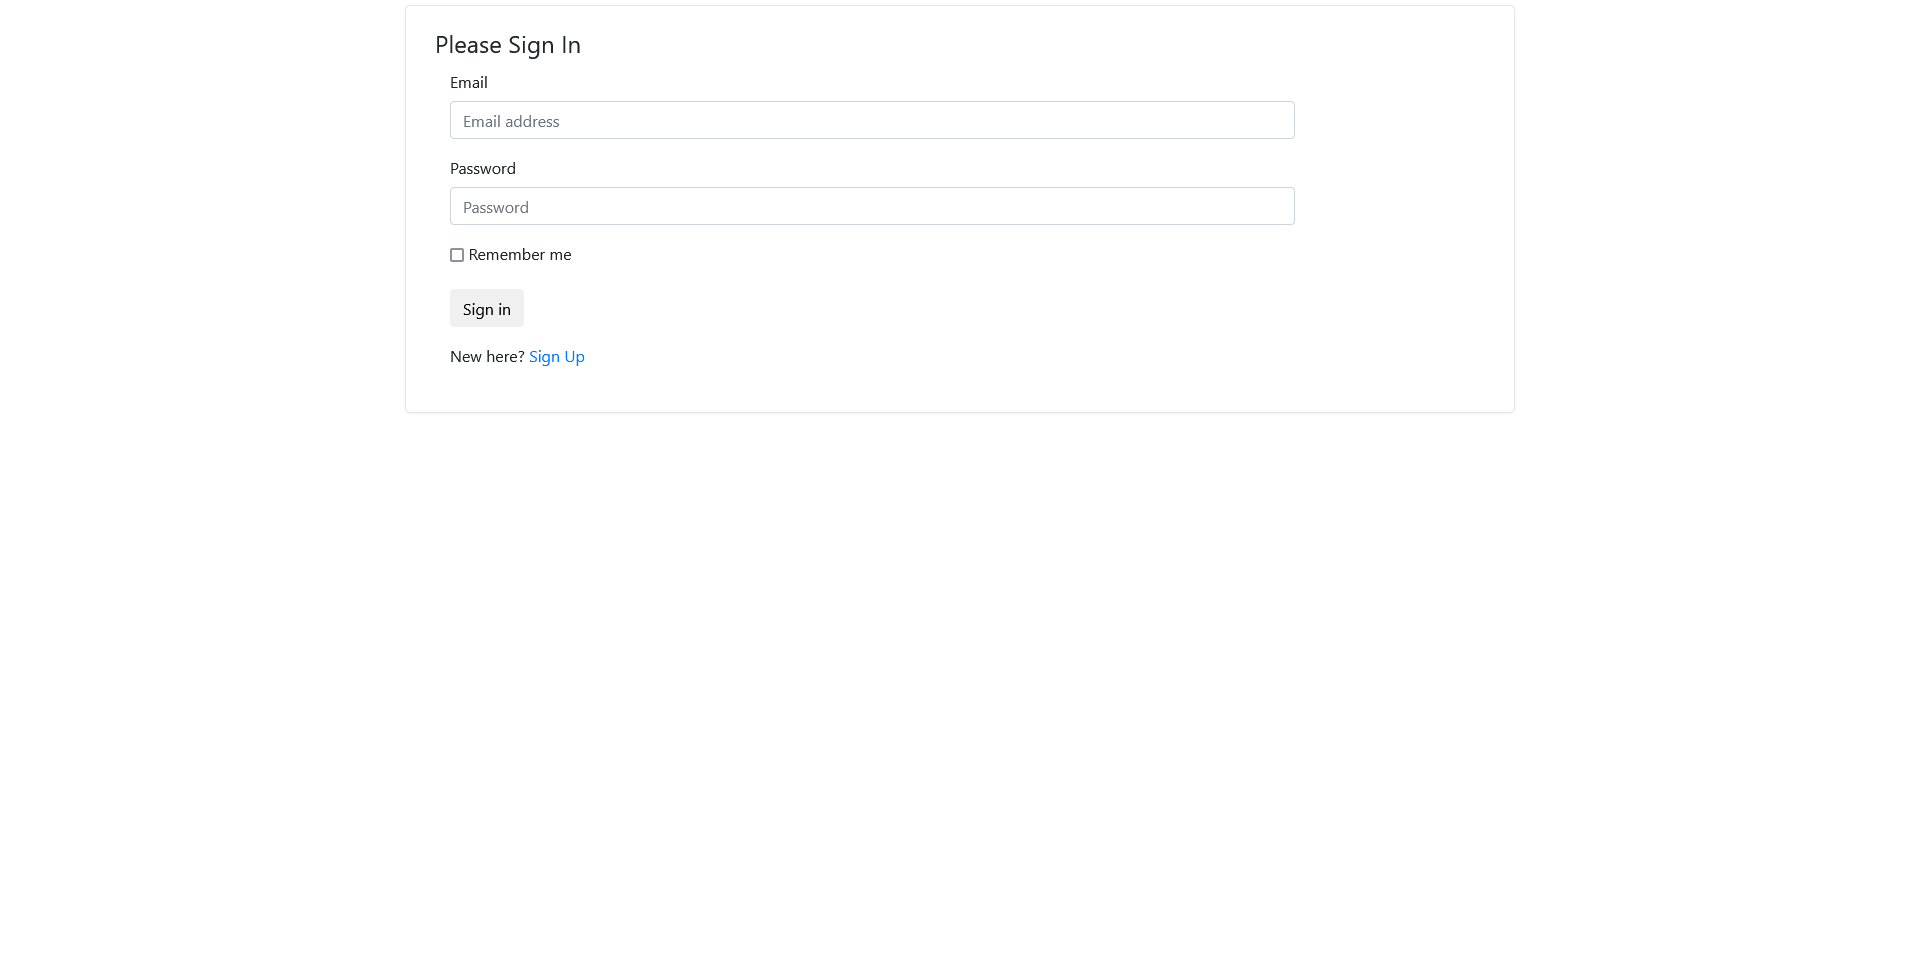 Please Sign In
Email
Email address
Password
Password
Remember me
Sign in
New here? Sign Up